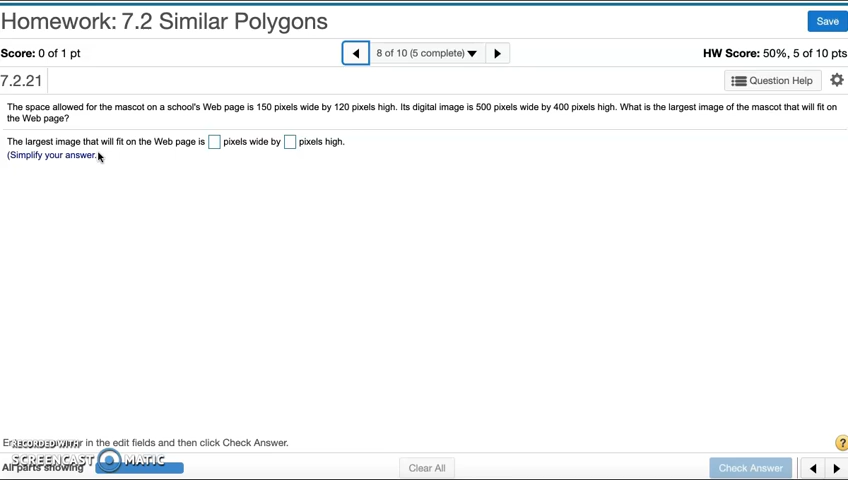 Homework: 7.2 Similar Polygons
Save
Score: 0 of 1 pt
8 of 10 (5 complete)
HW Score: 50%, 5 of 10 pts
7.2.21
Question Help
The space allowed for the mascot on a school's Web page is 150 pixels wide by 120 pixels high. Its digital image is 500 pixels wide by 400 pixels high. What is the largest image of the mascot that will fit on
the Web page?
The largest image that will fit on the Web page is pixels wide by pixels high.
(Simplify your answer.
in the edit fields and then click Check Answer.
?
RECORDED WITH
SCREENCAST MATIC
All parts showing
Clear All
Check Answer